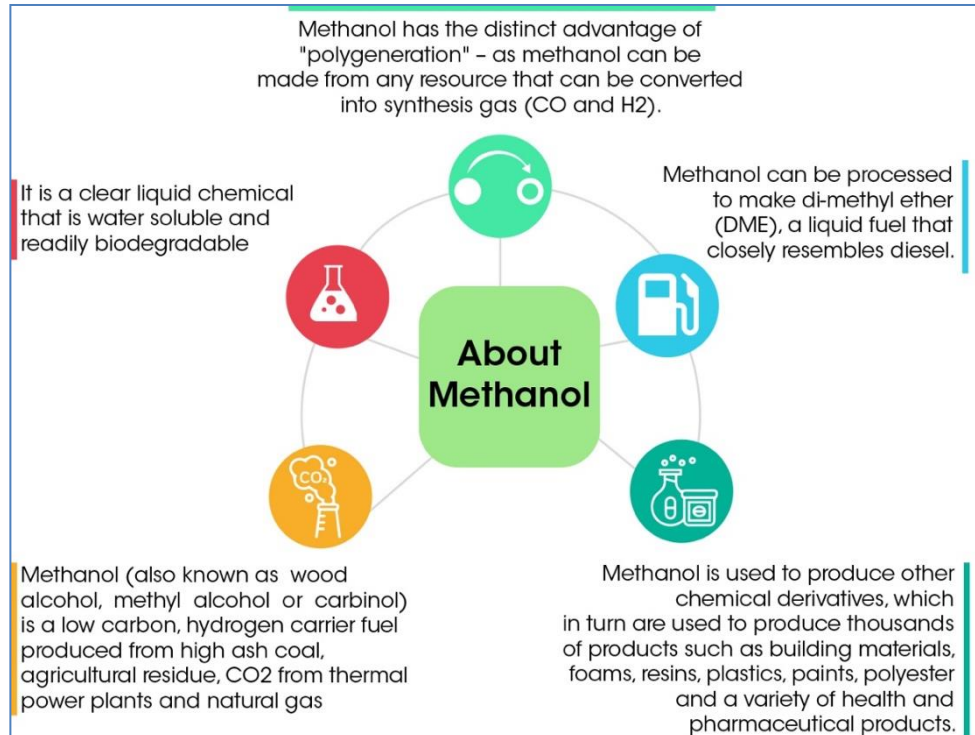 Methanol has the distinct advantage of
"polygeneration" – as methanol can be
made from any resource that can be converted
into synthesis gas (CO and H2).
It is a clear liquid chemical
that is water soluble and
readily biodegradable
Methanol can be processed
to make di-methyl ether
(DME), a liquid fuel that
closely resembles diesel.
About
Methanol
CO₂
Methanol (also known as wood
alcohol, methyl alcohol or carbinol)
is a low carbon, hydrogen carrier fuel
produced from high ash coal,
agricultural residue, CO2 from thermal
power plants and natural gas
Methanol is used to produce other
chemical derivatives, which
in turn are used to produce thousands
of products such as building materials,
foams, resins, plastics, paints, polyester
and a variety of health and
pharmaceutical products.